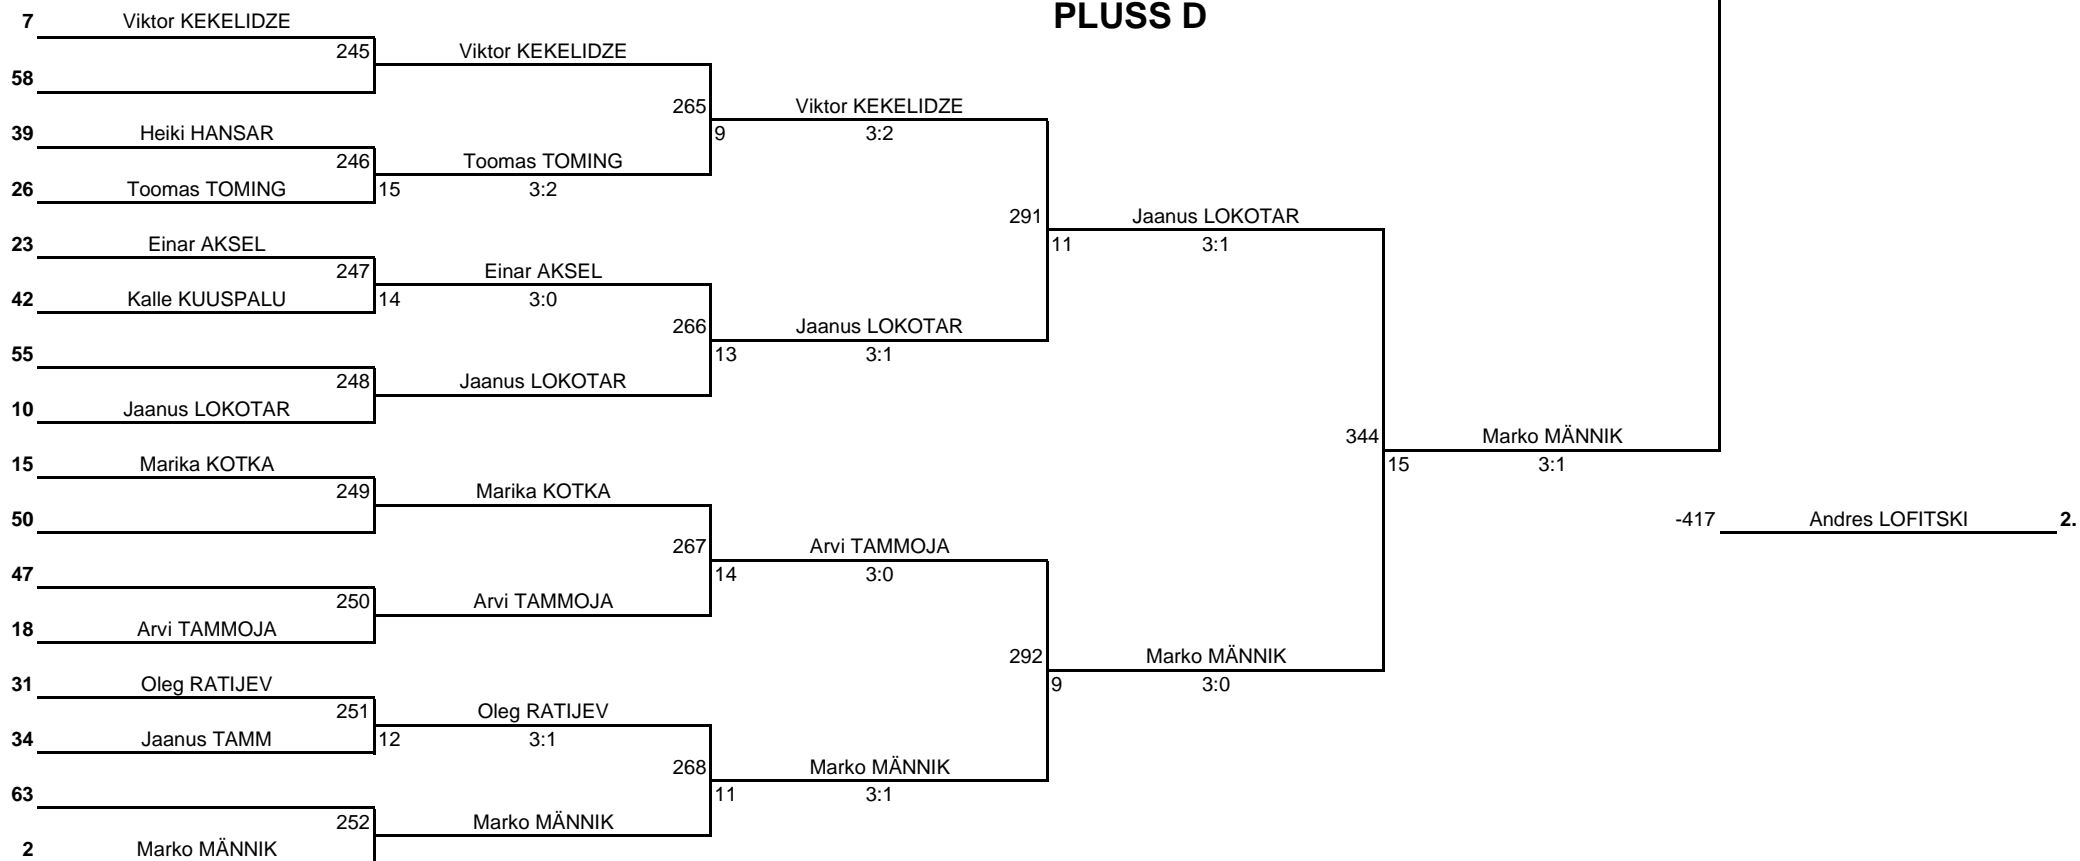 PLUSS D
7 Viktor KEKELIDZE
245 Viktor KEKELIDZE
58
265 Viktor KEKELIDZE
39 Heiki HANSAR
9 3:2
246 Toomas TOMING
26 Toomas TOMING 15 3:2
291 Jaanus LOKOTAR
23 Einar AKSEL
11 3:1
247 Einar AKSEL
42 Kalle KUUSPALU 14 3:0
266 Jaanus LOKOTAR
55
13 3:1
248 Jaanus LOKOTAR
10 Jaanus LOKOTAR
344 Marko MÄNNIK
15 Marika KOTKA
15 3:1
249 Marika KOTKA
50
-417 Andres LOFITSKI 2.
267 Arvi TAMMOJA
47
14 3:0
250 Arvi TAMMOJA
18 Arvi TAMMOJA
292 Marko MÄNNIK
31 Oleg RATIJEV
9 3:0
251 Oleg RATIJEV
34 Jaanus TAMM 12 3:1
268 Marko MÄNNIK
63
11 3:1
252 Marko MÄNNIK
2 Marko MÄNNIK